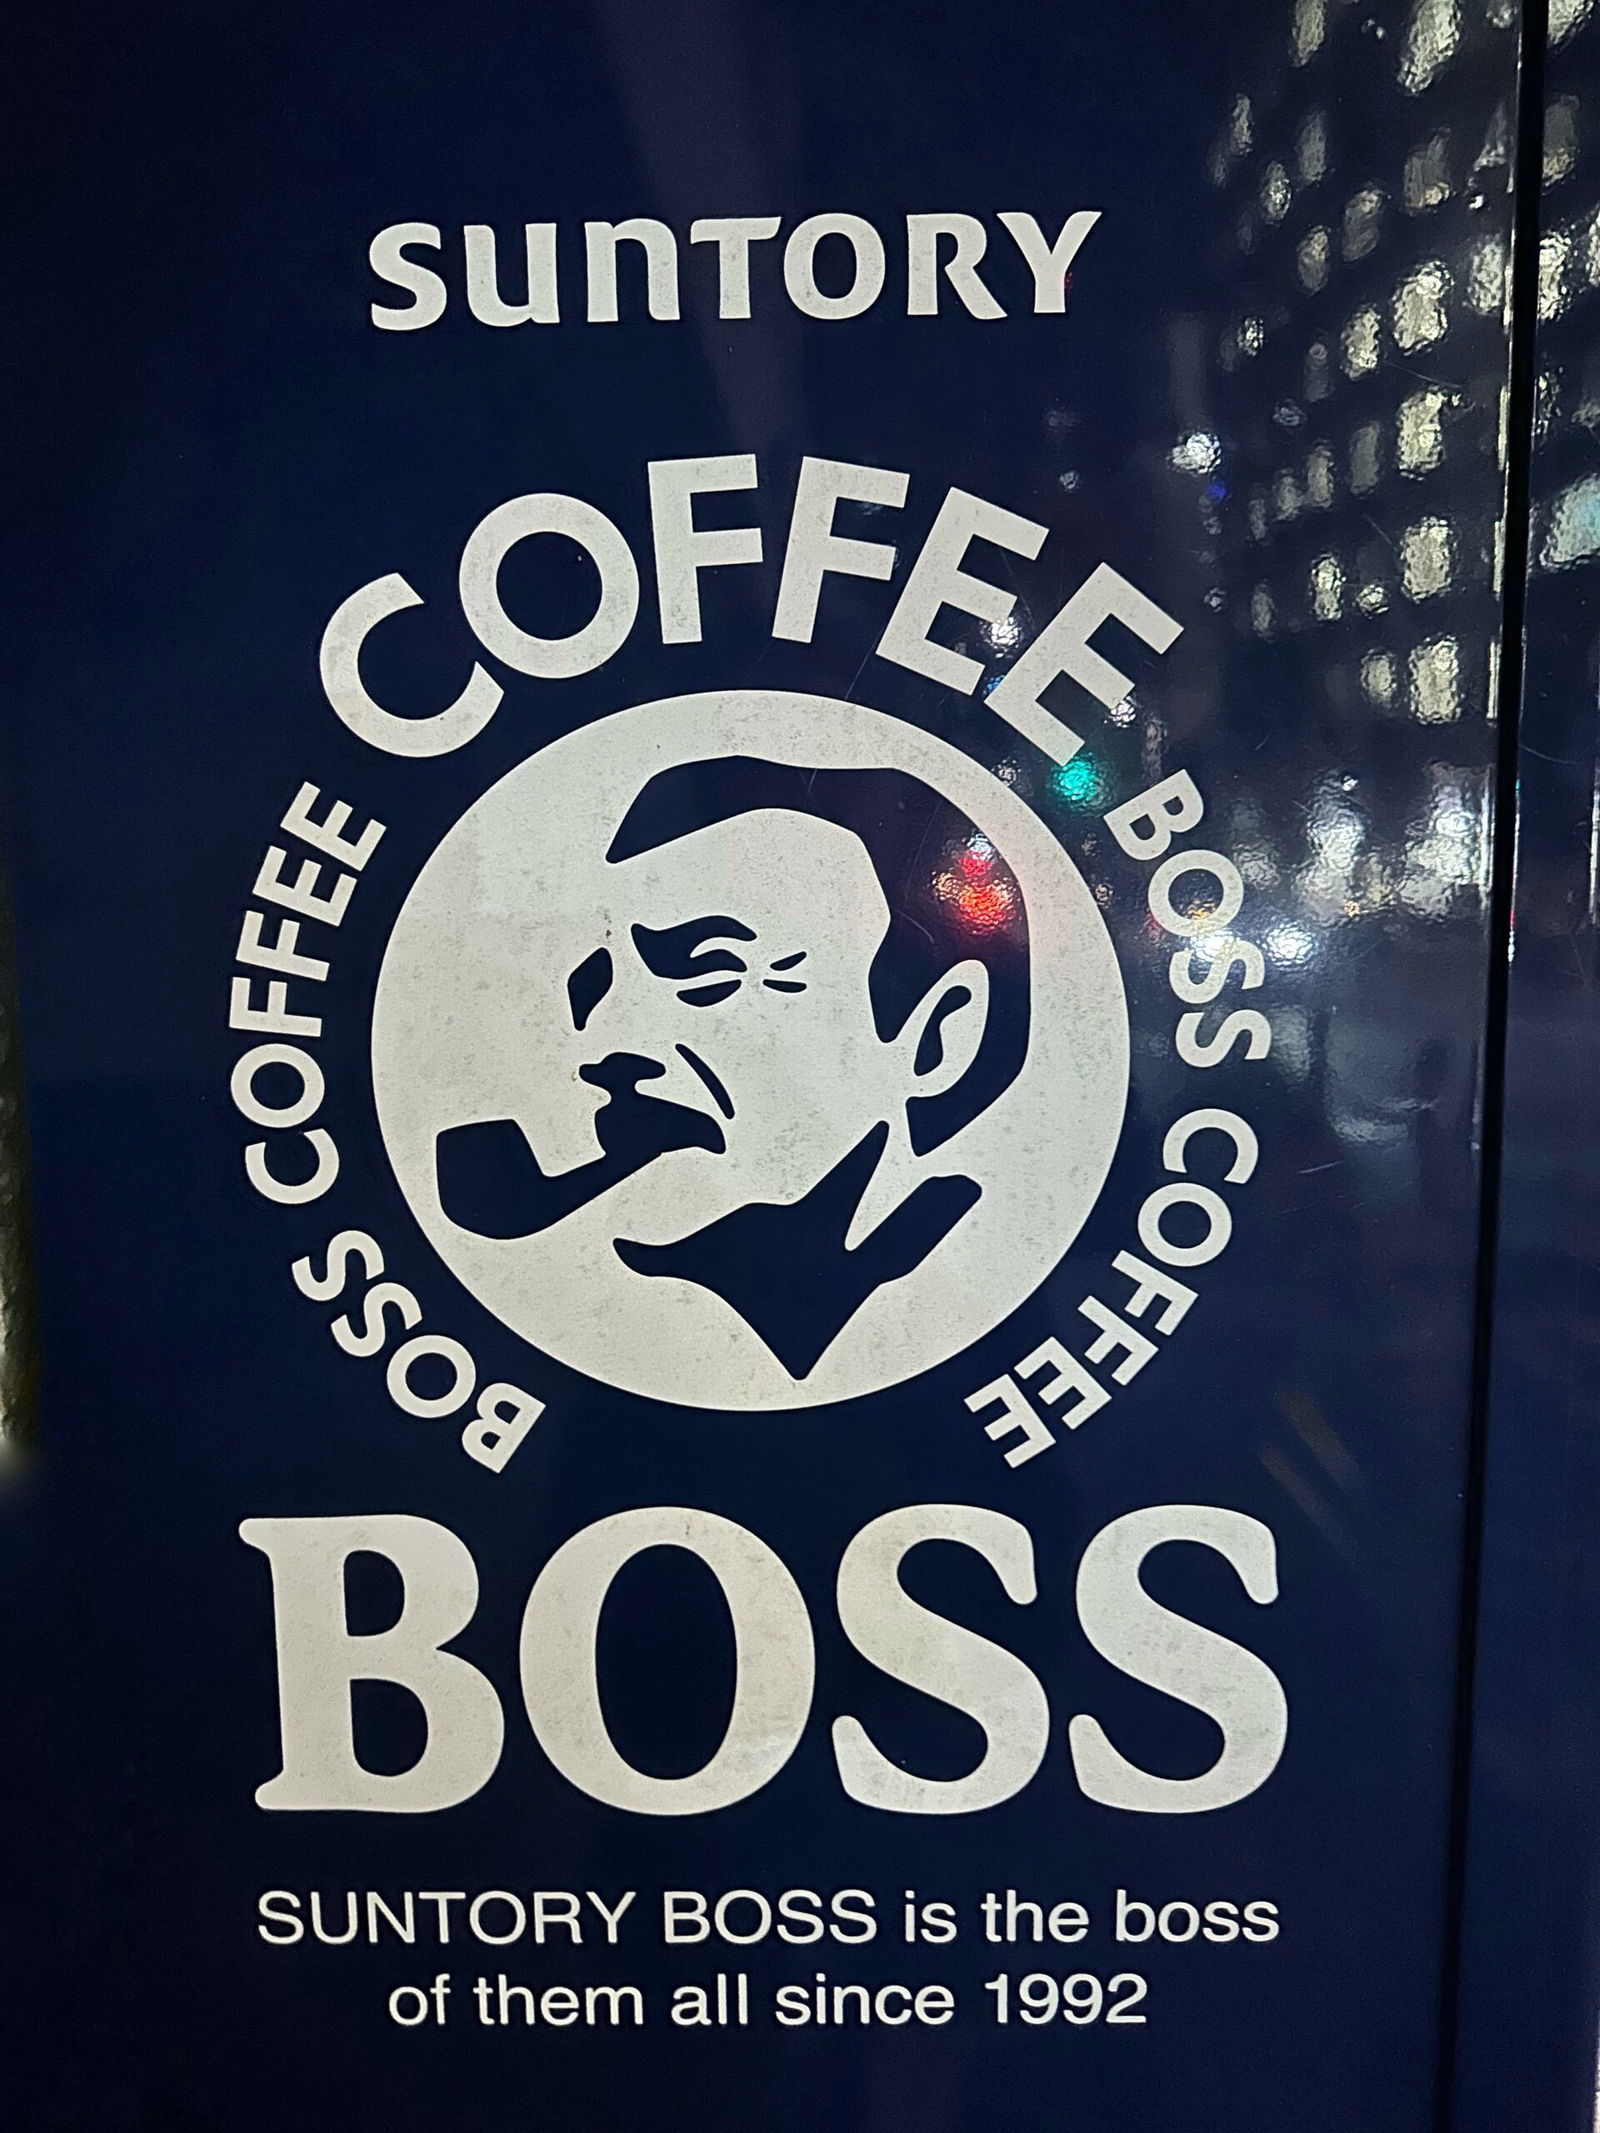 SUNTORY
COFFEE
BOSS COFFEE
BOSS COFFEE
BOSS
SUNTORY BOSS is the boss
of them all since 1992